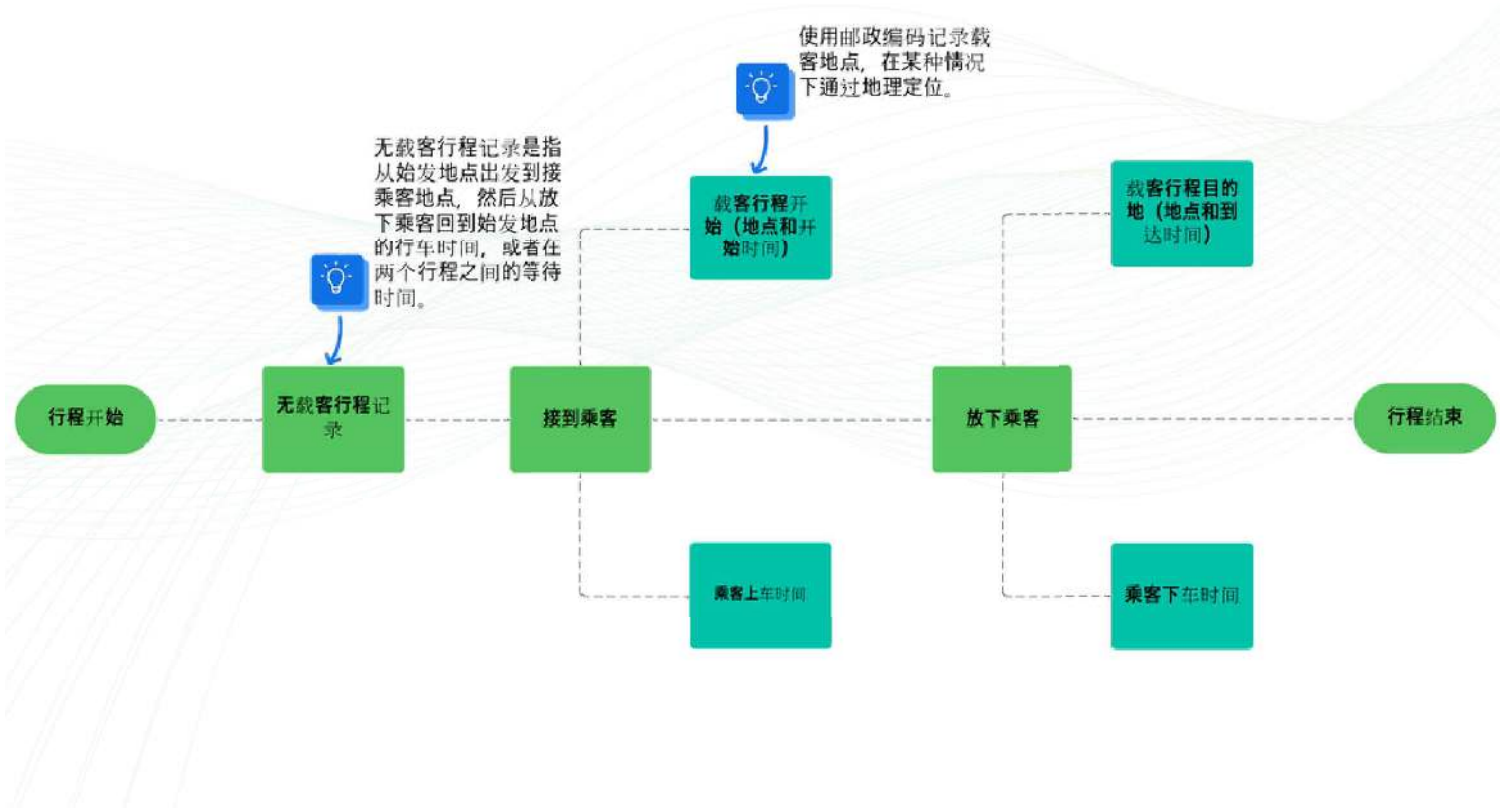 使用邮政编码记录载
客地点，在某种情况
下通过地理定位。
无载客行程记录是指
从始发地点出发到接
乘客地点，然后从放
下乘客回到始发地点
的行车时间，或者在
两个行程之间的等待
时间。
载客行程开
始（地点和开
始时间）
载客行程目的
地（地点和到
达时间）
行程开始
无载客行程记
录
接到乘客
放下乘客
行程结束
乘客上车时间
乘客下车时间